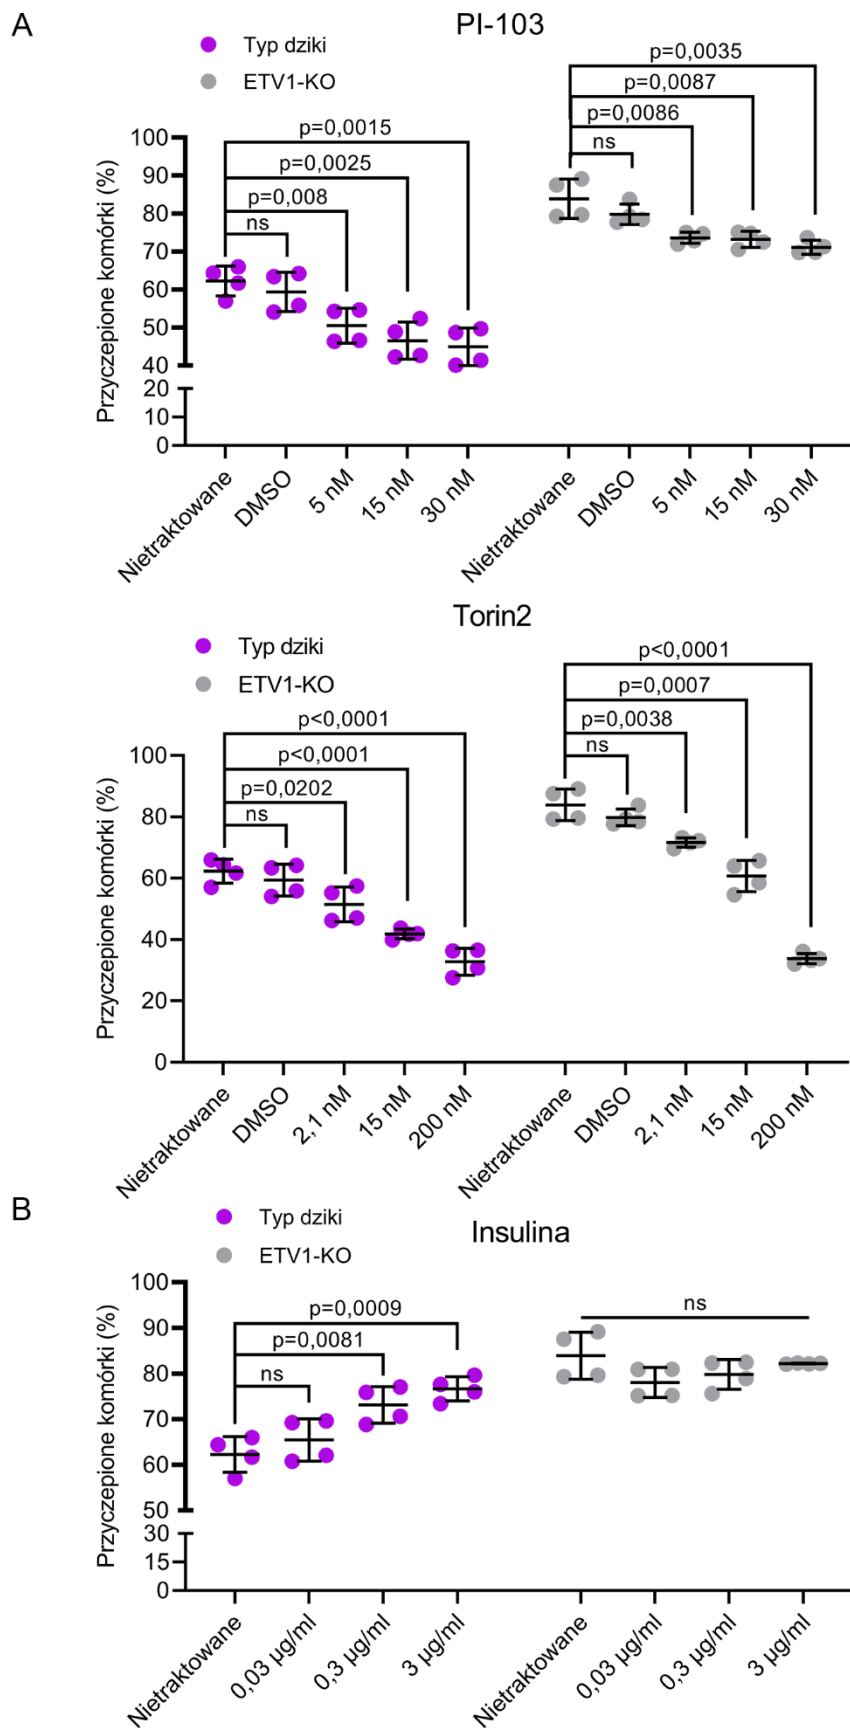 A
PI-103
Typ dziki
ETV1-KO
p=0,0035
p=0,0087
p=0,0086
ns
p=0,0015
p=0,0025
p=0,008
ns
Przyczepione komórki (%)
100
90
80
70
60
50
40
20
10
0
Nietraktowane
DMSO
5 nM
15 nM
30 nM
Nietraktowane
DMSO
5 nM
15 nM
30 nM
Torin2
Typ dziki
ETV1-KO
p<0,0001
p=0,0007
p=0,0038
ns
p<0,0001
p<0,0001
p=0,0202
ns
Przyczepione komórki (%)
100
80
60
40
20
0
Nietraktowane
DMSO
2,1 nM
15 nM
200 nM
Nietraktowane
DMSO
2,1 nM
15 nM
200 nM
B
Insulina
Typ dziki
ETV1-KO
p=0,0009
p=0,0081
ns
ns
Przyczepione komórki (%)
100
90
80
70
60
50
30
15
0
Nietraktowane
0,03 µg/ml
0,3 µg/ml
3 µg/ml
Nietraktowane
0,03 µg/ml
0,3 µg/ml
3 µg/ml